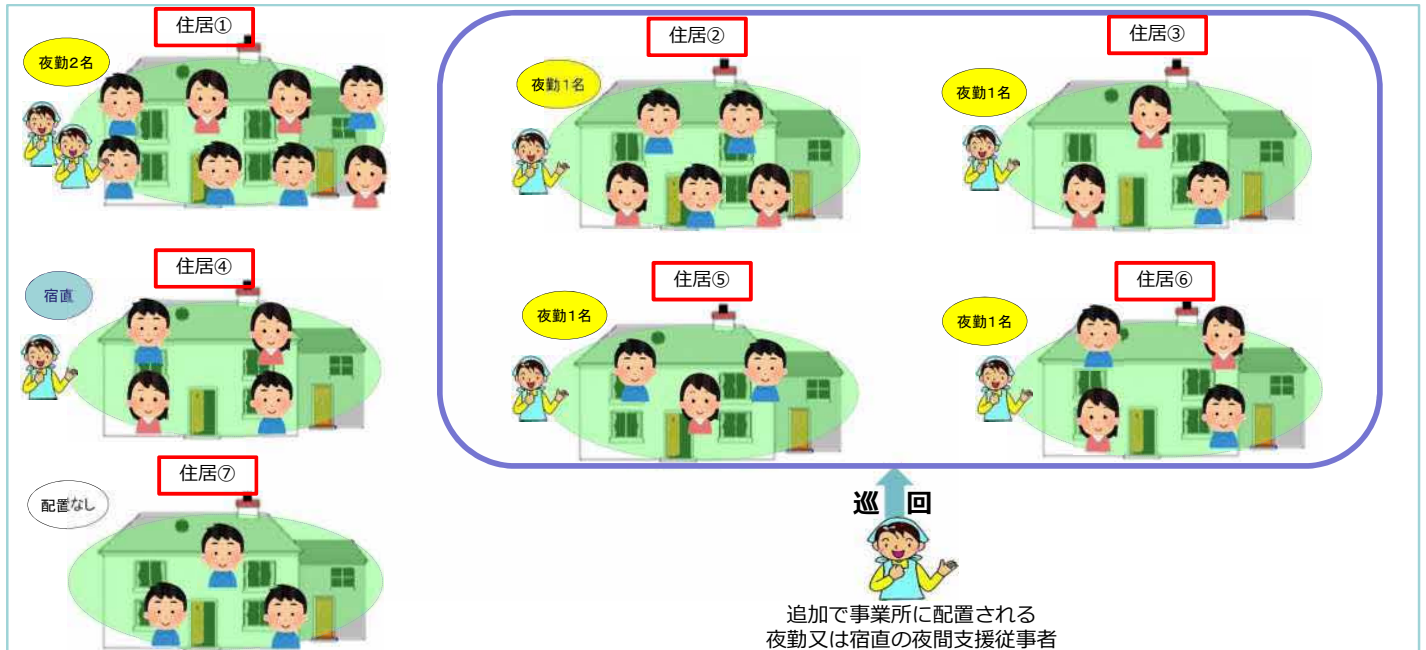 住居①
夜勤2名
住居②
夜勤1名
住居③
夜勤1名
住居④
宿直
住居⑤
夜勤1名
住居⑥
夜勤1名
住居⑦
配置なし
巡回
追加で事業所に配置される
夜勤又は宿直の夜間支援従事者